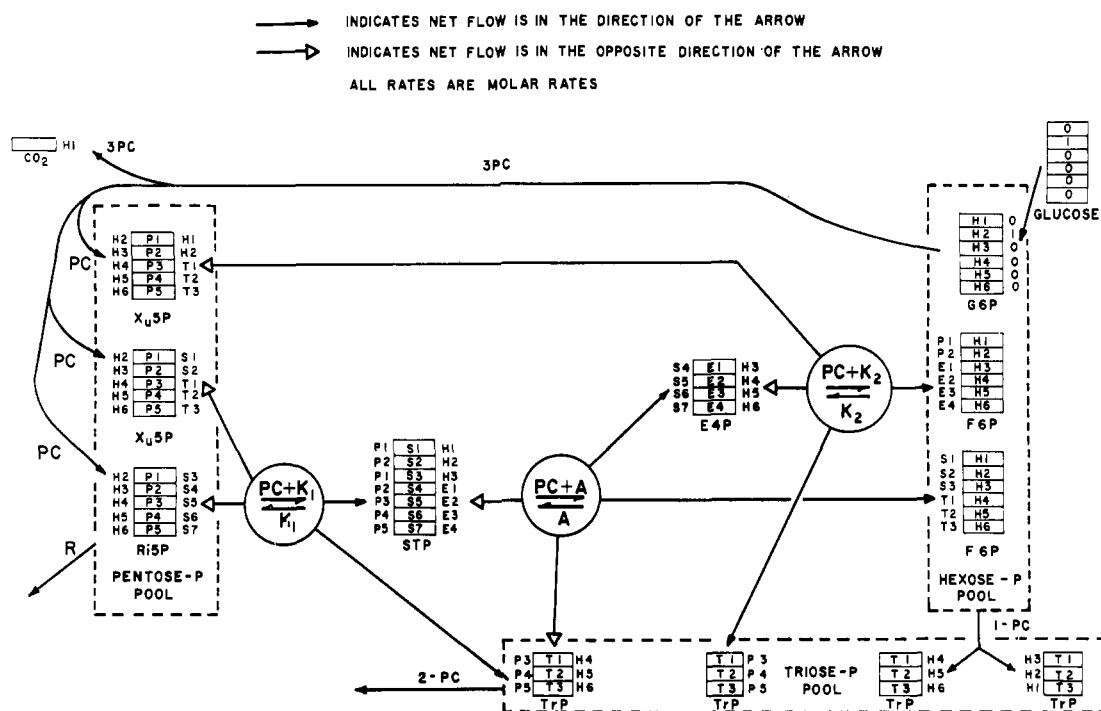 INDICATES NET FLOW IS IN THE DIRECTION OF THE ARROW
INDICATES NET FLOW IS IN THE OPPOSITE DIRECTION OF THE ARROW
ALL RATES ARE MOLAR RATES
H1
CO2
3PC
3PC
0
1
0
0
0
0
GLUCOSE
H1 0
H2 1
H3 0
H4 0
H5 0
H6 0
G6P
H2 P1 H1
H3 P2 H2
H4 P3 T1
H5 P4 T2
H6 P5 T3
Xu5P
PC
H2 P1 S1
H3 P2 S2
H4 P3 T1
H5 P4 T2
H6 P5 T3
Xu5P
PC
PC
H2 P1 S3
H3 P2 S4
H4 P3 S5
H5 P4 S6
H6 P5 S7
Ri5P
PENTOSE-P
POOL
R
PC+K1
K1
P1 S1 H1
P2 S2 H2
P1 S3 H3
P2 S4 E1
P3 S5 E2
P4 S6 E3
P5 S7 E4
S7P
PC+A
A
S4 E1 H3
S5 E2 H4
S6 E3 H5
S7 E4 H6
E4P
PC+K2
K2
P1 H1
P2 H2
E1 H3
E2 H4
E3 H5
E4 H6
F6P
S1 H1
S2 H2
S3 H3
T1 H4
T2 H5
T3 H6
F6P
HEXOSE-P
POOL
1-PC
2-PC
P3 T1 H4
P4 T2 H5
P5 T3 H6
TrP
T1 P3
T2 P4
T3 P5
TrP
TRIOSE-P
POOL
T1 H4
T2 H5
T3 H6
TrP
H3 T1
H2 T2
H1 T3
TrP